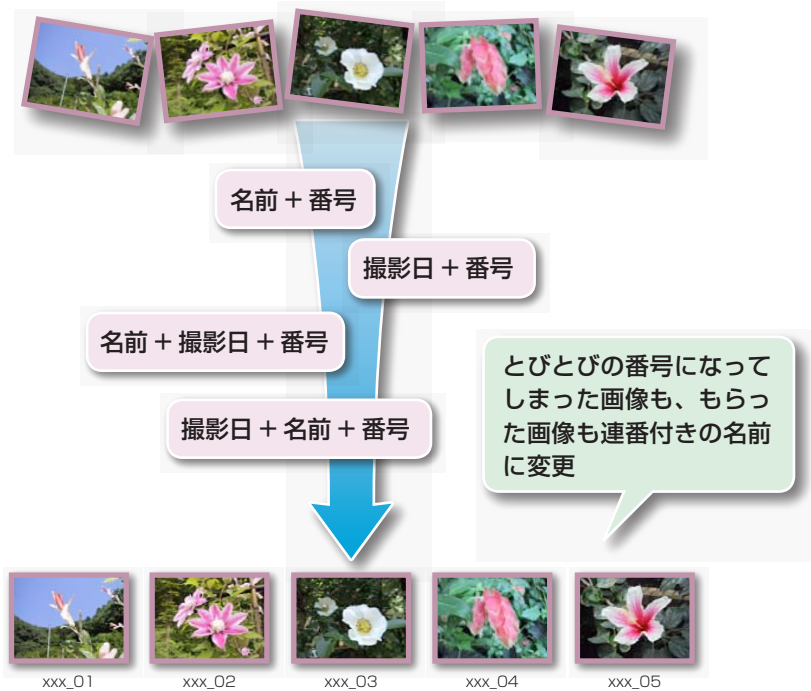 名前 + 番号
撮影日 + 番号
名前 + 撮影日 + 番号
撮影日 + 名前 + 番号
とびとびの番号になって
しまった画像も、もらっ
た画像も連番付きの名前
に変更
xxx_01
xxx_02
xxx_03
xxx_04
xxx_05